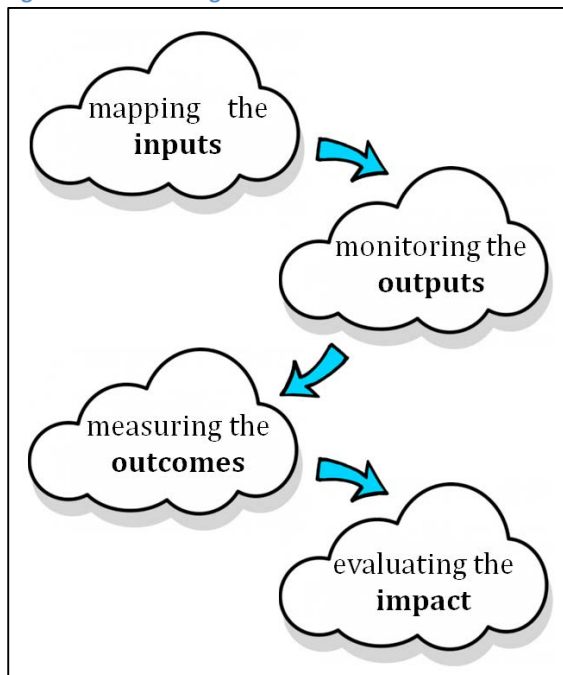 mapping the
inputs
monitoring the
outputs
measuring the
outcomes
evaluating the
impact